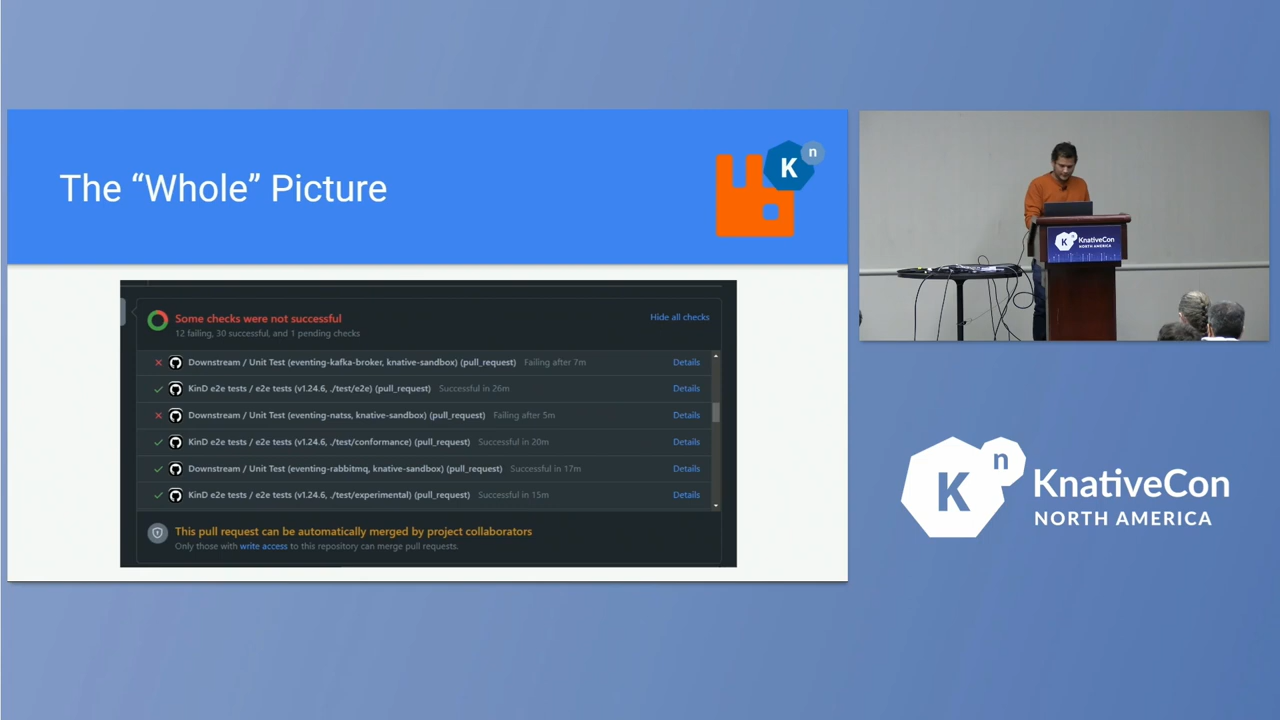 The “Whole” Picture
K
n
Some checks were not successful
12 failing, 30 successful, and 1 pending checks
Hide all checks
Downstream / Unit Test (eventing-kafka-broker, knative-sandbox) (pull_request) Failing after 7m Details
KinD e2e tests / e2e tests (v1.24.6, ./test/e2e) (pull_request) Successful in 26m Details
Downstream / Unit Test (eventing-natss, knative-sandbox) (pull_request) Failing after 5m Details
KinD e2e tests / e2e tests (v1.24.6, ./test/conformance) (pull_request) Successful in 20m Details
Downstream / Unit Test (eventing-rabbitmq, knative-sandbox) (pull_request) Successful in 17m Details
KinD e2e tests / e2e tests (v1.24.6, ./test/experimental) (pull_request) Successful in 15m Details
This pull request can be automatically merged by project collaborators
Only those with write access to this repository can merge pull requests.
K
KnativeCon
NORTH AMERICA
K
n
KnativeCon
NORTH AMERICA